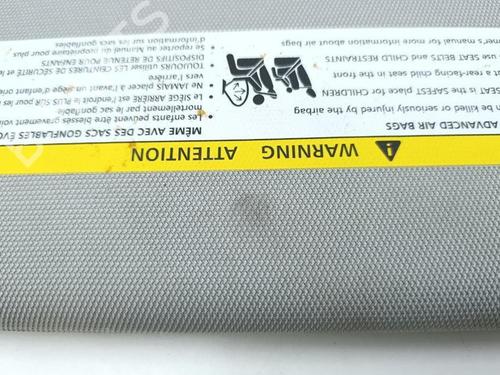 WARNING ATTENTION
ADVANCED AIR BAGS
be killed or seriously injured by the airbag
SEAT is the SAFEST place for CHILDREN
a rear-facing child seat in the front
use SEAT BELTS and CHILD RESTRAINTS
ner's manual for more information about air bags
MÊME AVEC DES SACS GONFLABLES ÉVO
• Les enfants peuvent être blessés gravement voir
mortellement par le sac gonflable
• LE SIÈGE ARRIÈRE est l'endroit le PLUS SÛR pour les
• Ne JAMAIS placer à l'avant un siège d'enfant orien
vers l'arrière
• TOUJOURS utiliser LES CEINTURES DE SÉCURITÉ et le
DISPOSITIFS DE RETENUE POUR ENFANTS
• Se reporter au Manuel du propriétaire pour plus
d'information sur les sacs gonflables